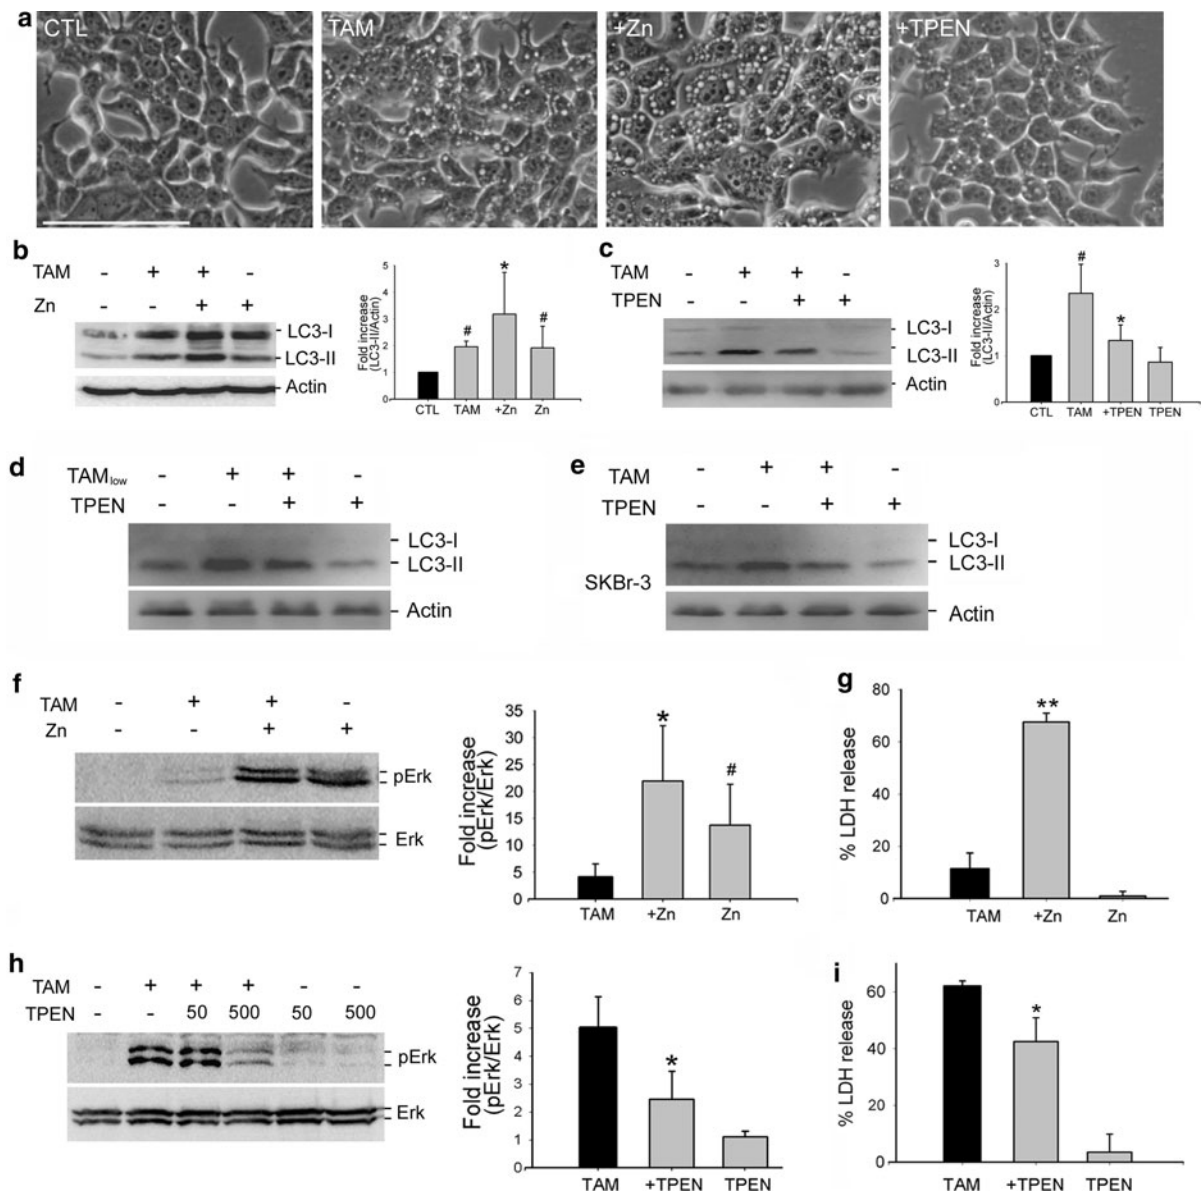 a CTL TAM +Zn +TPEN
b
TAM - + + -
Zn - - + +
LC3-I
LC3-II
Actin
Fold increase
(LC3-II/Actin)
5
4
3
2
1
0
# * #
CTL TAM +Zn Zn
c
TAM - + + -
TPEN - - + +
LC3-I
LC3-II
Actin
Fold increase
(LC3-II/Actin)
3
2
1
0
# *
CTL TAM +TPEN TPEN
d
TAMlow - + + -
TPEN - - + +
LC3-I
LC3-II
Actin
e
TAM - + + -
TPEN - - + +
LC3-I
LC3-II
SKBr-3
Actin
f
TAM - + + -
Zn - - + +
pErk
Erk
Fold increase
(pErk/Erk)
35
30
25
20
15
10
5
0
* #
TAM +Zn Zn
g
% LDH release
80
60
40
20
0
**
TAM +Zn Zn
h
TAM - + + + - -
TPEN - - 50 500 50 500
pErk
Erk
Fold increase
(pErk/Erk)
7
6
5
4
3
2
1
0
*
TAM +TPEN TPEN
i
% LDH release
60
40
20
0
*
TAM +TPEN TPEN